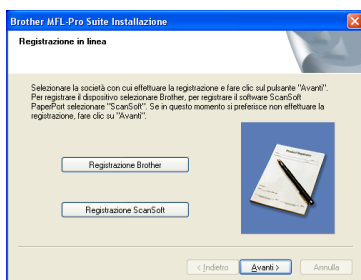 Brother MFL-Pro Suite Installazione
Registrazione in linea
Selezionare la società con cui effettuare la registrazione e fare clic sul pulsante "Avanti".
Per registrare il dispositivo selezionare Brother, per registrare il software ScanSoft
PaperPort selezionare "ScanSoft". Se in questo momento si preferisce non effettuare la
registrazione, fare clic su "Avanti".
Registrazione Brother
Registrazione ScanSoft
< Indietro Avanti > Annulla